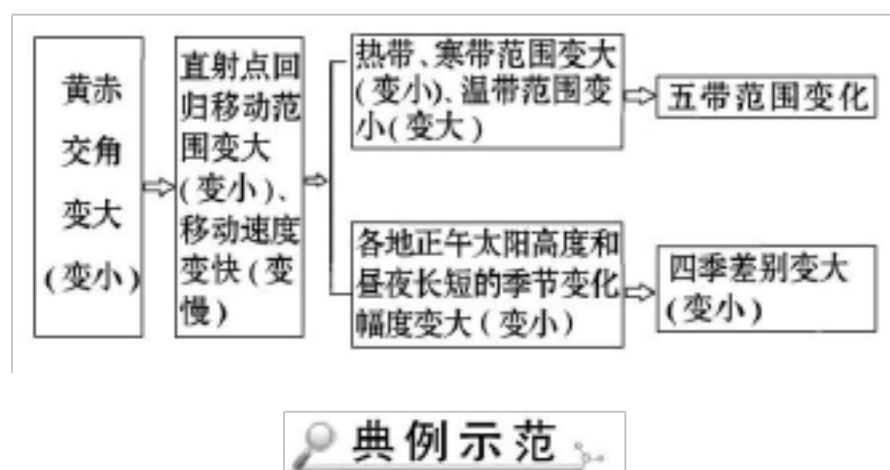 黄赤
交角
变大
(变小)
直射点回
归移动范
围变大
(变小)、
移动速度
变快(变
慢)
热带、寒带范围变大
(变小)、温带范围变
小(变大)
五带范围变化
各地正午太阳高度和
昼夜长短的季节变化
幅度变大(变小)
四季差别变大
(变小)
典例示范